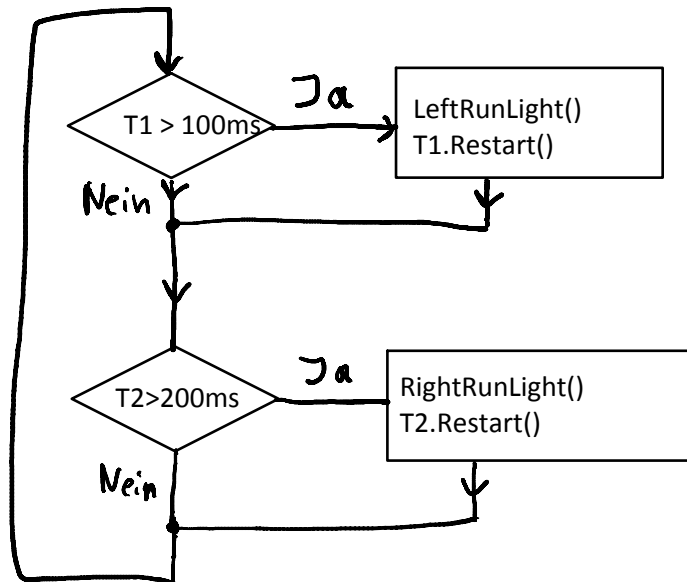 T1 > 100ms
Ja
LeftRunLight()
T1.Restart()
Nein
T2>200ms
Ja
RightRunLight()
T2.Restart()
Nein